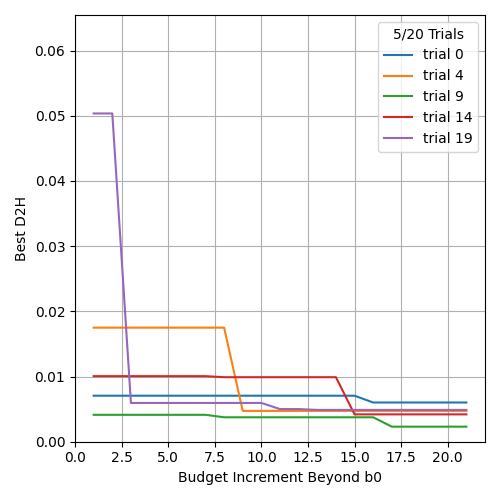 5/20 Trials
trial 0
trial 4
trial 9
trial 14
trial 19
Best D2H
0.06
0.05
0.04
0.03
0.02
0.01
0.00
0.0 2.5 5.0 7.5 10.0 12.5 15.0 17.5 20.0
Budget Increment Beyond b0